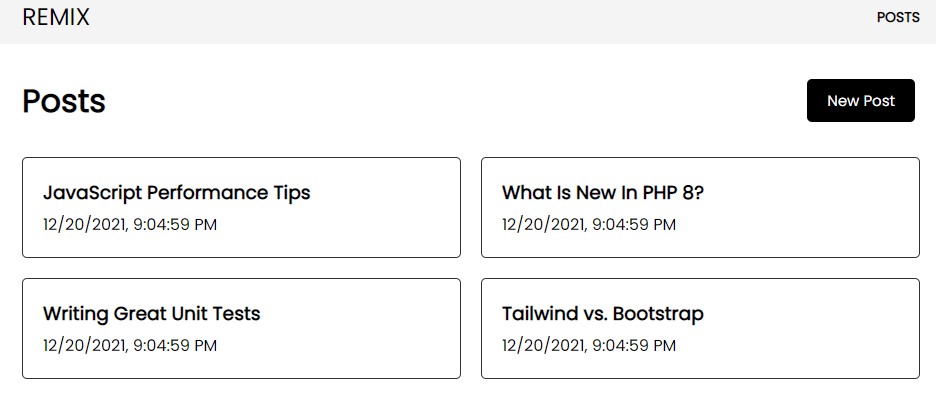 REMIX
POSTS
Posts
New Post
JavaScript Performance Tips
12/20/2021, 9:04:59 PM
What Is New In PHP 8?
12/20/2021, 9:04:59 PM
Writing Great Unit Tests
12/20/2021, 9:04:59 PM
Tailwind vs. Bootstrap
12/20/2021, 9:04:59 PM